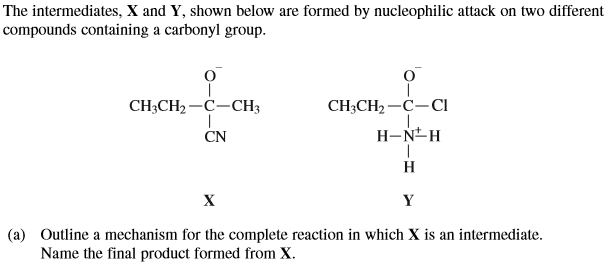 The intermediates, X and Y, shown below are formed by nucleophilic attack on two different
compounds containing a carbonyl group.
O⁻ O⁻
CH₃CH₂—C—CH₃ CH₃CH₂—C—Cl
CN H—N⁺—H
H
X Y
(a) Outline a mechanism for the complete reaction in which X is an intermediate.
Name the final product formed from X.